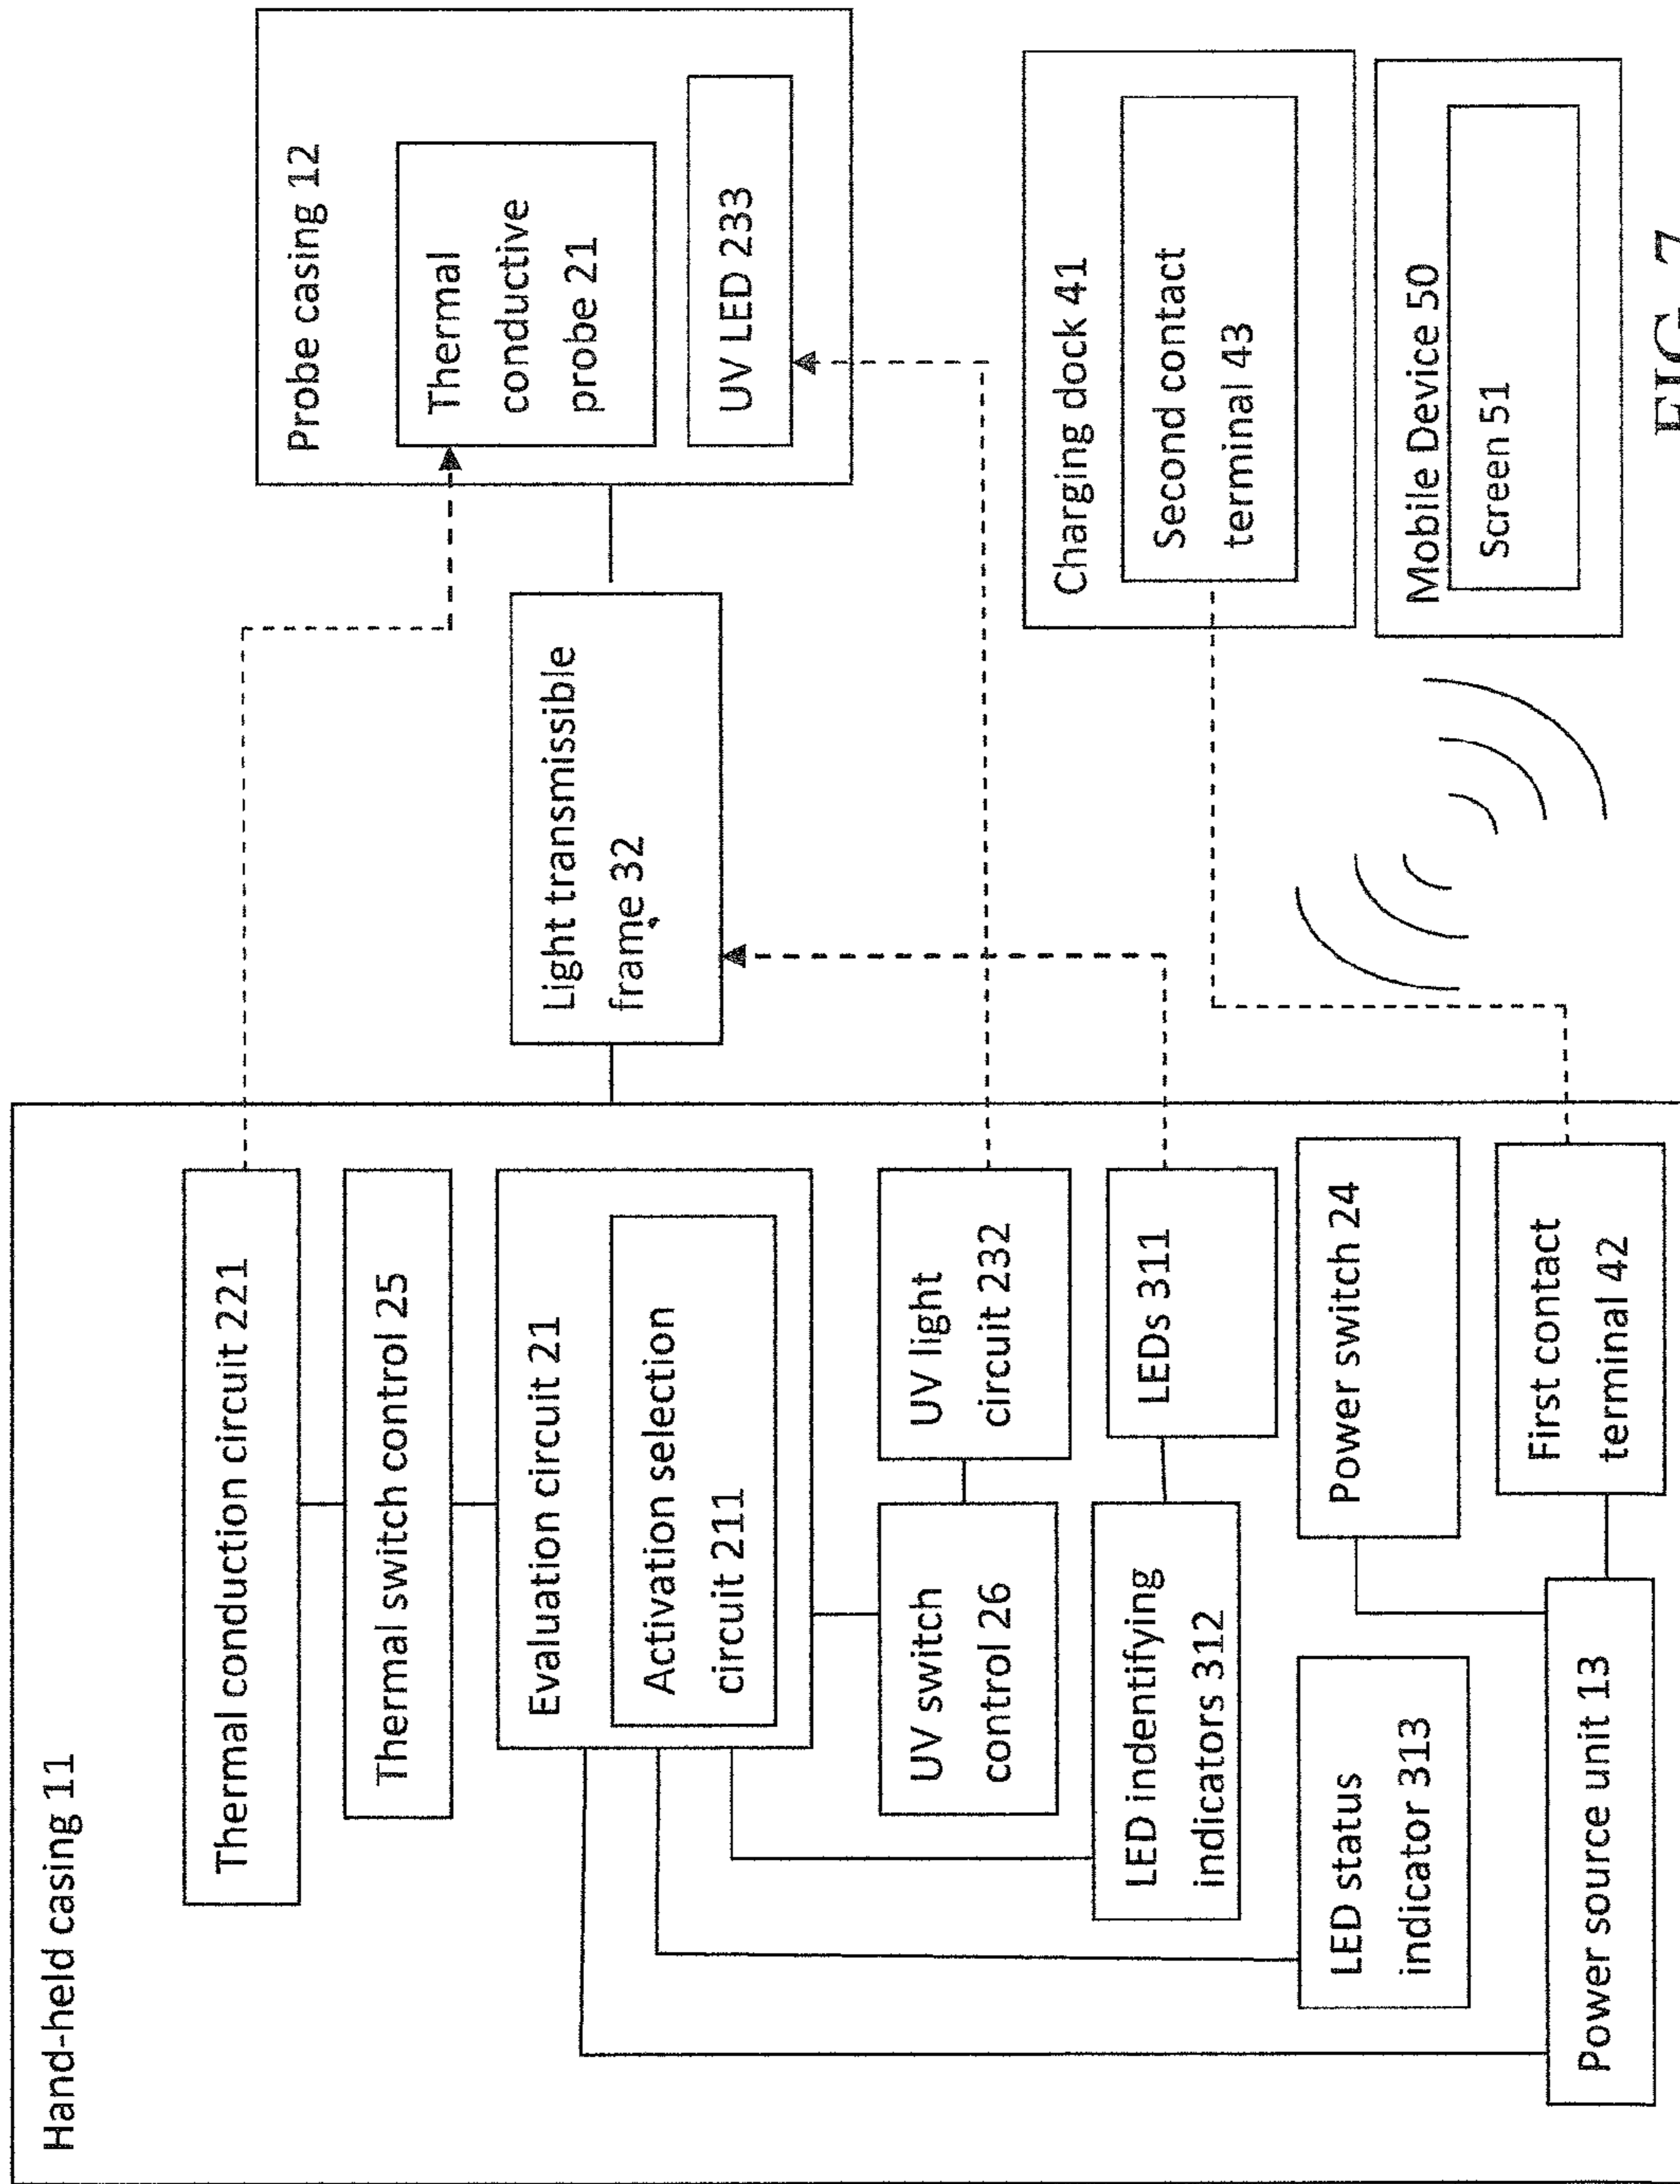 Hand-held casing 11
Thermal conduction circuit 221
Thermal switch control 25
Evaluation circuit 21
Activation selection
circuit 211
UV switch
control 26
UV light
circuit 232
LED indentifying
indicators 312
LEDs 311
LED status
indicator 313
Power switch 24
Power source unit 13
First contact
terminal 42
Light transmissible
frame 32
Probe casing 12
Thermal
conductive
probe 21
UV LED 233
Charging dock 41
Second contact
terminal 43
Mobile Device 50
Screen 51
FIG. 7